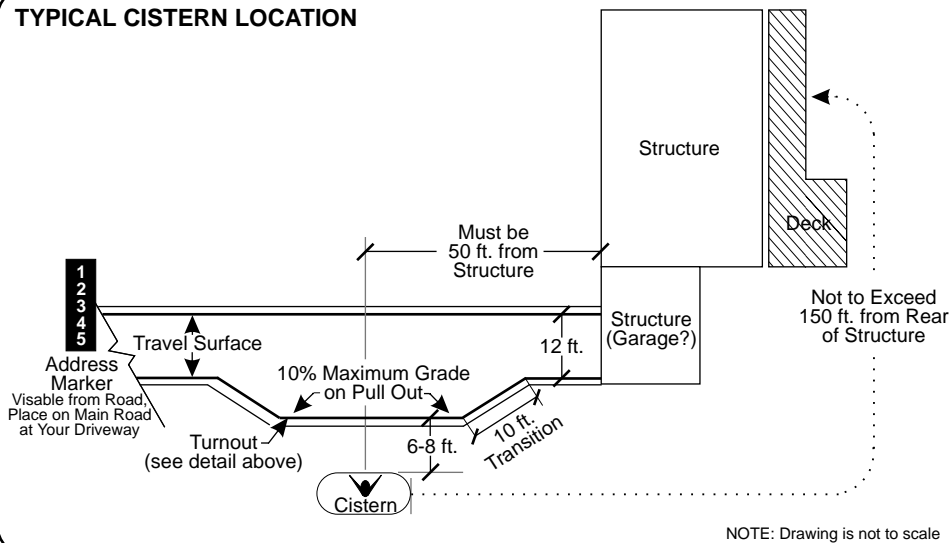 TYPICAL CISTERN LOCATION
Structure
Deck
Must be
50 ft. from
Structure
1
2
3
4
5
Address
Marker
Visable from Road,
Place on Main Road
at Your Driveway
Travel Surface
12 ft.
Structure
(Garage?)
Not to Exceed
150 ft. from Rear
of Structure
10% Maximum Grade
on Pull Out
Turnout
(see detail above)
6-8 ft.
10 ft.
Transition
Cistern
NOTE: Drawing is not to scale